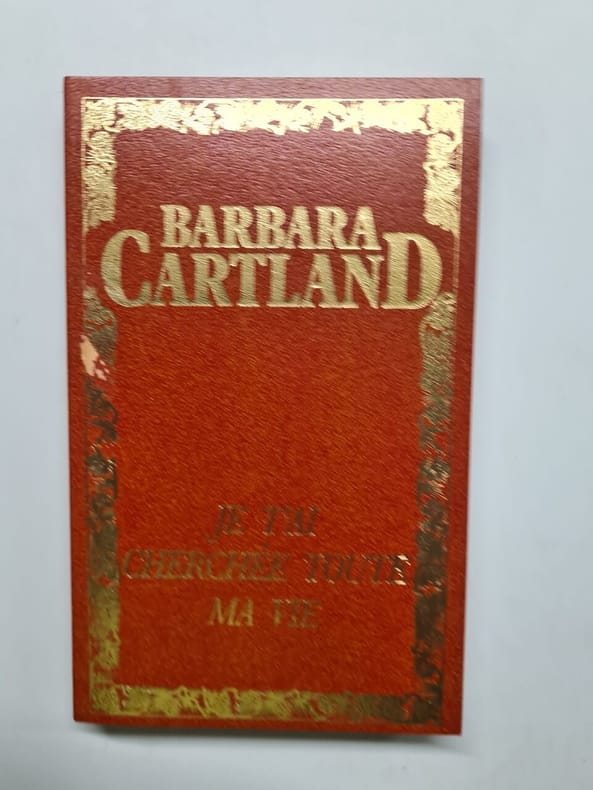 BARBARA
CARTLAND
JE T'AI
CHERCHÉE TOUTE
MA VIE